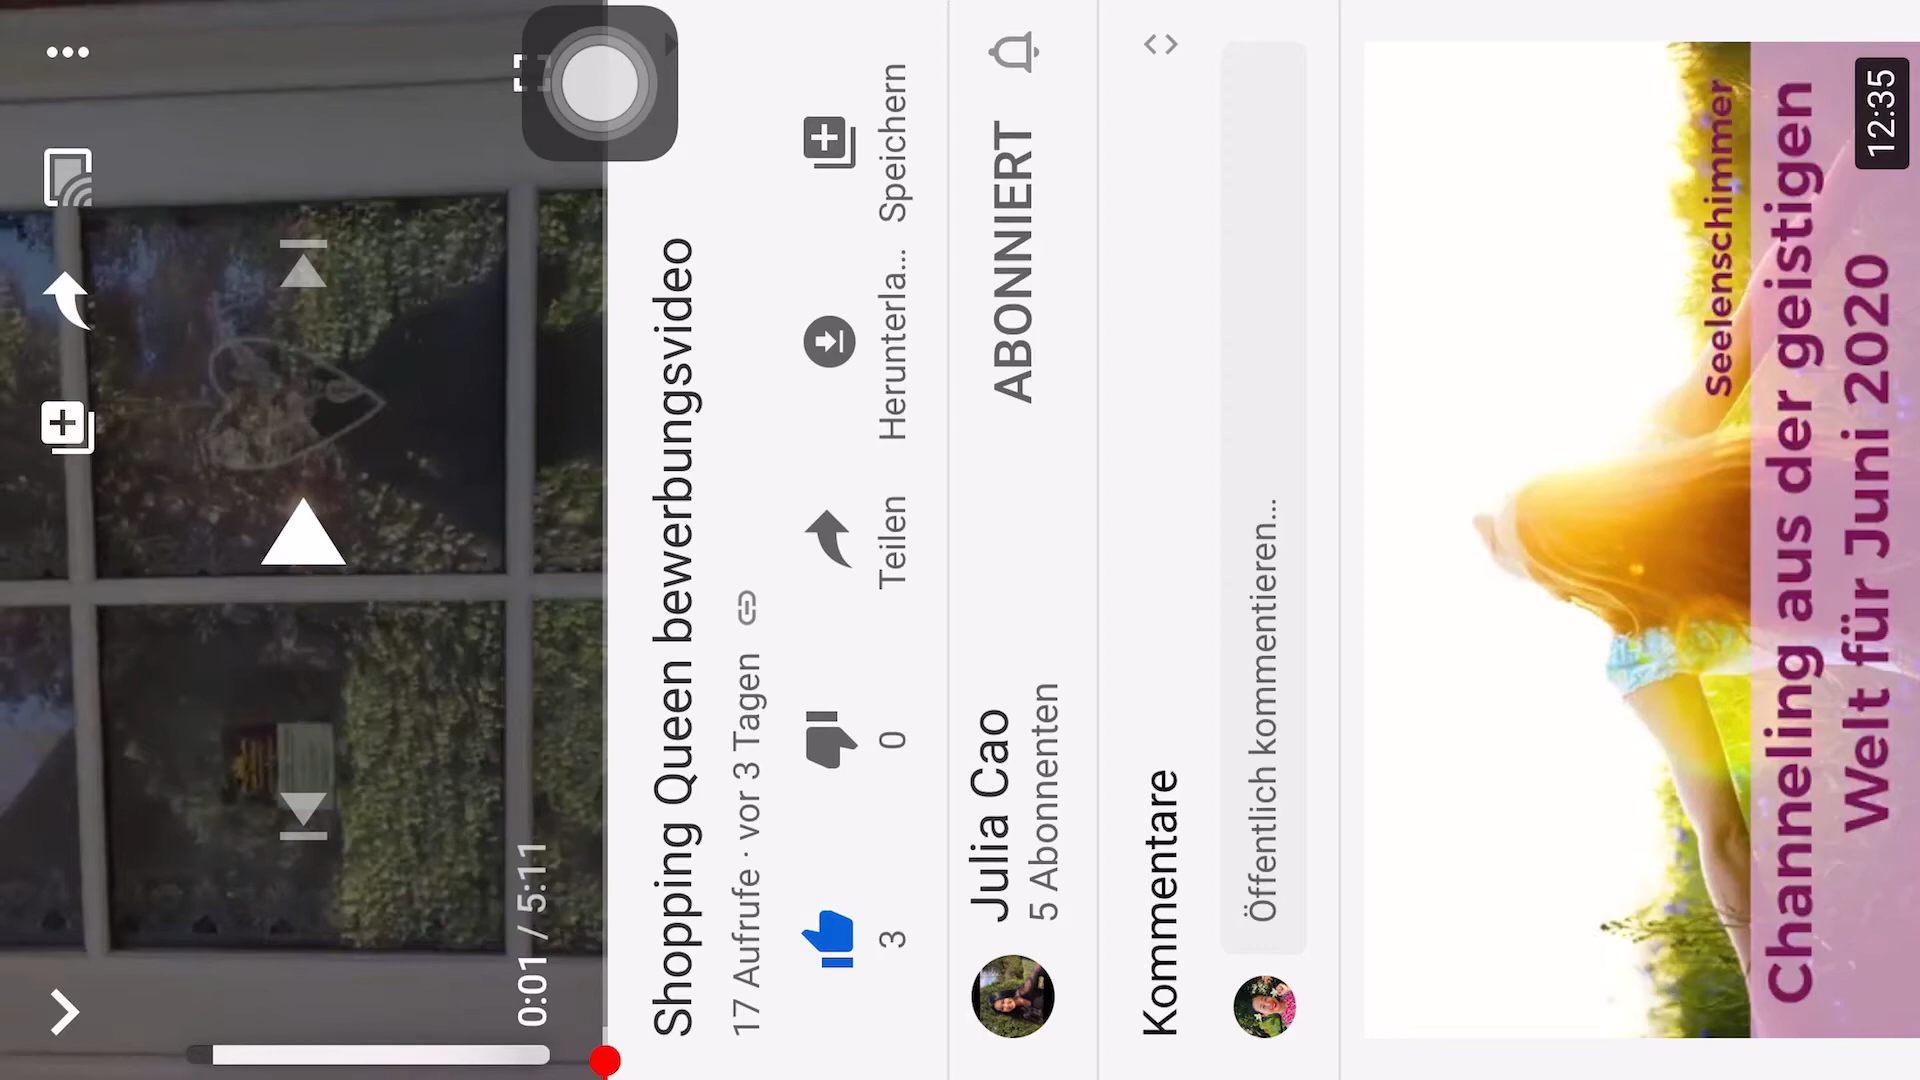 0:01 / 5:11
Shopping Queen bewerbungsvideo
17 Aufrufe · vor 3 Tagen
3
0
Teilen
Herunterla...
Speichern
Julia Cao
5 Abonnenten
ABONNIERT
Kommentare
Öffentlich kommentieren...
Seelenschimmer
Channeling aus der geistigen
Welt für Juni 2020
12:35